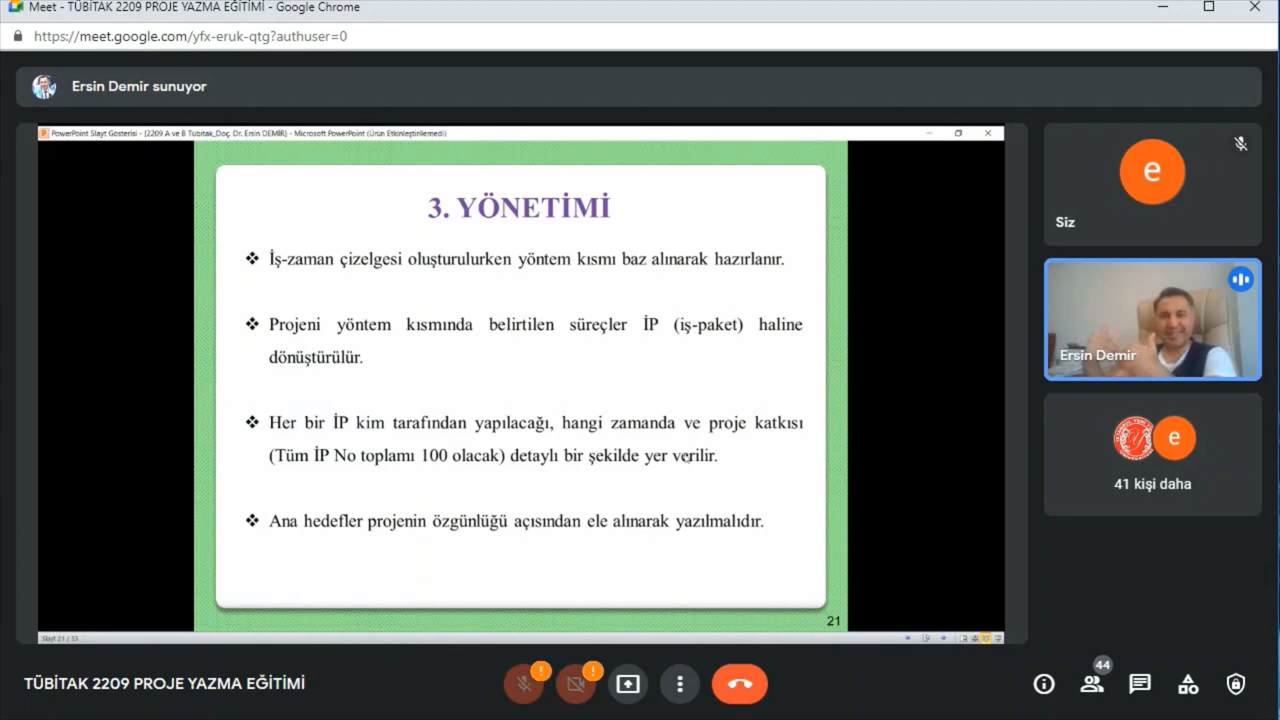 Meet - TÜBİTAK 2209 PROJE YAZMA EĞİTİMİ - Google Chrome
https://meet.google.com/yfx-eruk-qtg?authuser=0
Ersin Demir sunuyor
PowerPoint Slayt Gösterisi - [2209 A ve B Tubitak_Doç. Dr. Ersin DEMİR] - Microsoft PowerPoint (Ürün Etkinleştirilemedi)
3. YÖNETİMİ
❖ İş-zaman çizelgesi oluşturulurken yöntem kısmı baz alınarak hazırlanır.
❖ Projeni yöntem kısmında belirtilen süreçler İP (iş-paket) haline
dönüştürülür.
❖ Her bir İP kim tarafından yapılacağı, hangi zamanda ve proje katkısı
(Tüm İP No toplamı 100 olacak) detaylı bir şekilde yer verilir.
❖ Ana hedefler projenin özgünlüğü açısından ele alınarak yazılmalıdır.
21
Slayt 21 / 33
e
Siz
Ersin Demir
e
41 kişi daha
TÜBİTAK 2209 PROJE YAZMA EĞİTİMİ
44